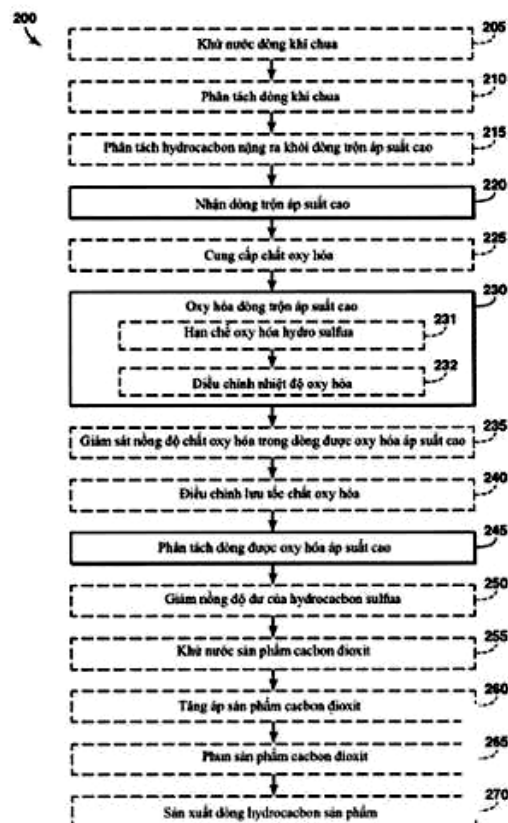 200
205
Khử nước dòng khí chua
210
Phân tách dòng khí chua
215
Phân tách hydrocacbon nặng ra khỏi dòng trộn áp suất cao
220
Nhận dòng trộn áp suất cao
225
Cung cấp chất oxy hóa
230
Oxy hóa dòng trộn áp suất cao
231
Hạn chế oxy hóa hydro sulfua
232
Điều chỉnh nhiệt độ oxy hóa
235
Giám sát nồng độ chất oxy hóa trong dòng được oxy hóa áp suất cao
240
Điều chỉnh lưu tốc chất oxy hóa
245
Phân tách dòng được oxy hóa áp suất cao
250
Giảm nồng độ dư của hydrocacbon sulfua
255
Khử nước sản phẩm cacbon dioxit
260
Tăng áp sản phẩm cacbon dioxit
265
Phun sản phẩm cacbon dioxit
270
Sản xuất dòng hydrocacbon sản phẩm